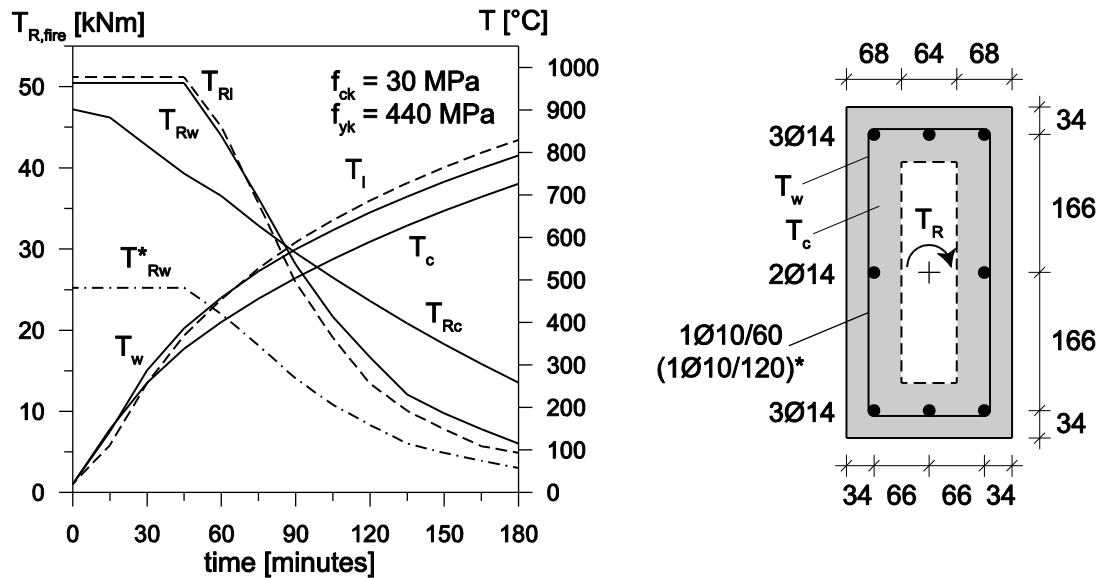 T_R,fire [kNm]
T [°C]
50
40
30
20
10
0
1000
900
800
700
600
500
400
300
200
100
0
0
30
60
90
120
150
180
time [minutes]
f_ck = 30 MPa
f_yk = 440 MPa
T_Rl
T_Rw
T_l
T*_Rw
T_c
T_Rc
T_w
68 64 68
34
166
166
34
3Ø14
T_w
T_c
T_R
2Ø14
1Ø10/60
(1Ø10/120)*
3Ø14
34 66 66 34